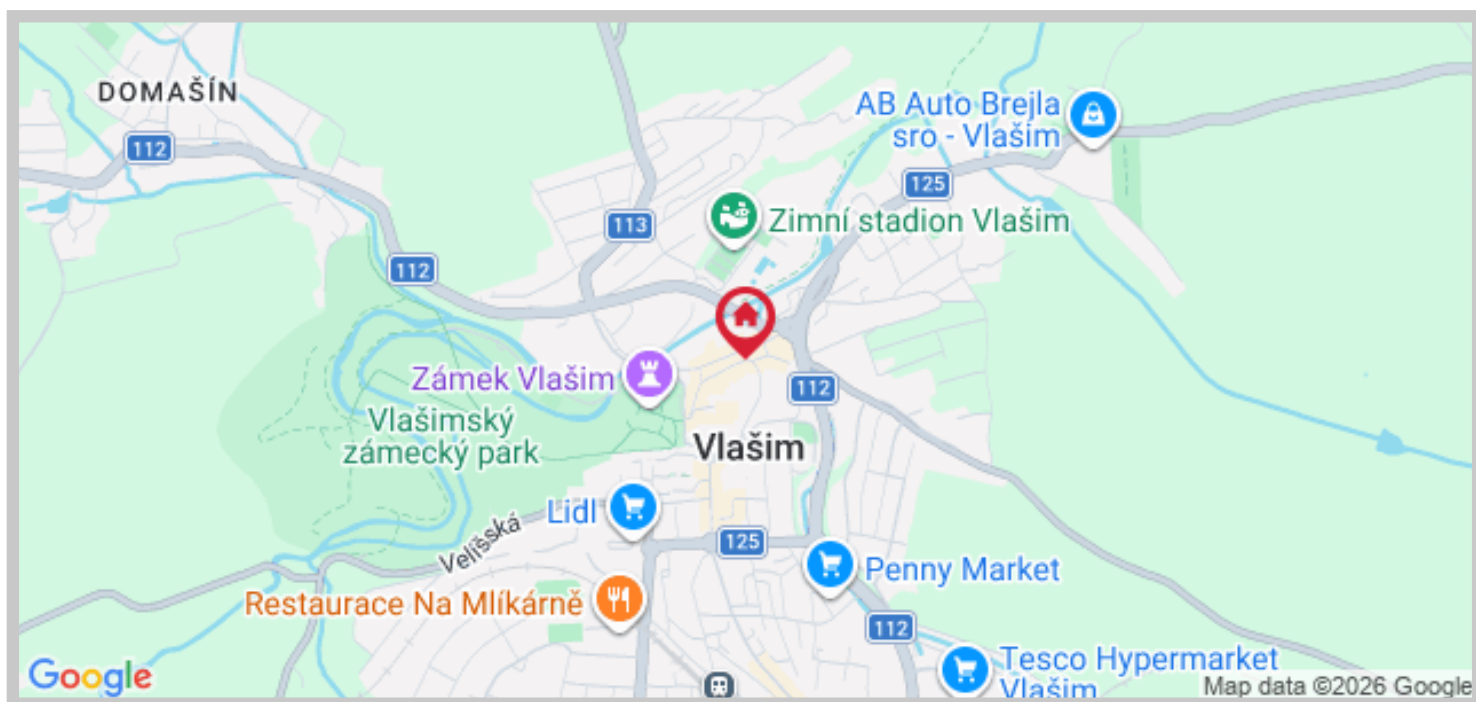 DOMAŠÍN
AB Auto Brejla
sro - Vlašim
112
125
Zimní stadion Vlašim
113
112
Zámek Vlašim
112
Vlašimský
zámecký park
Vlašim
Lidl
Velíšská
125
Penny Market
Restaurace Na Mlíkárně
112
Tesco Hypermarket
Vlašim
Google
Map data ©2026 Google